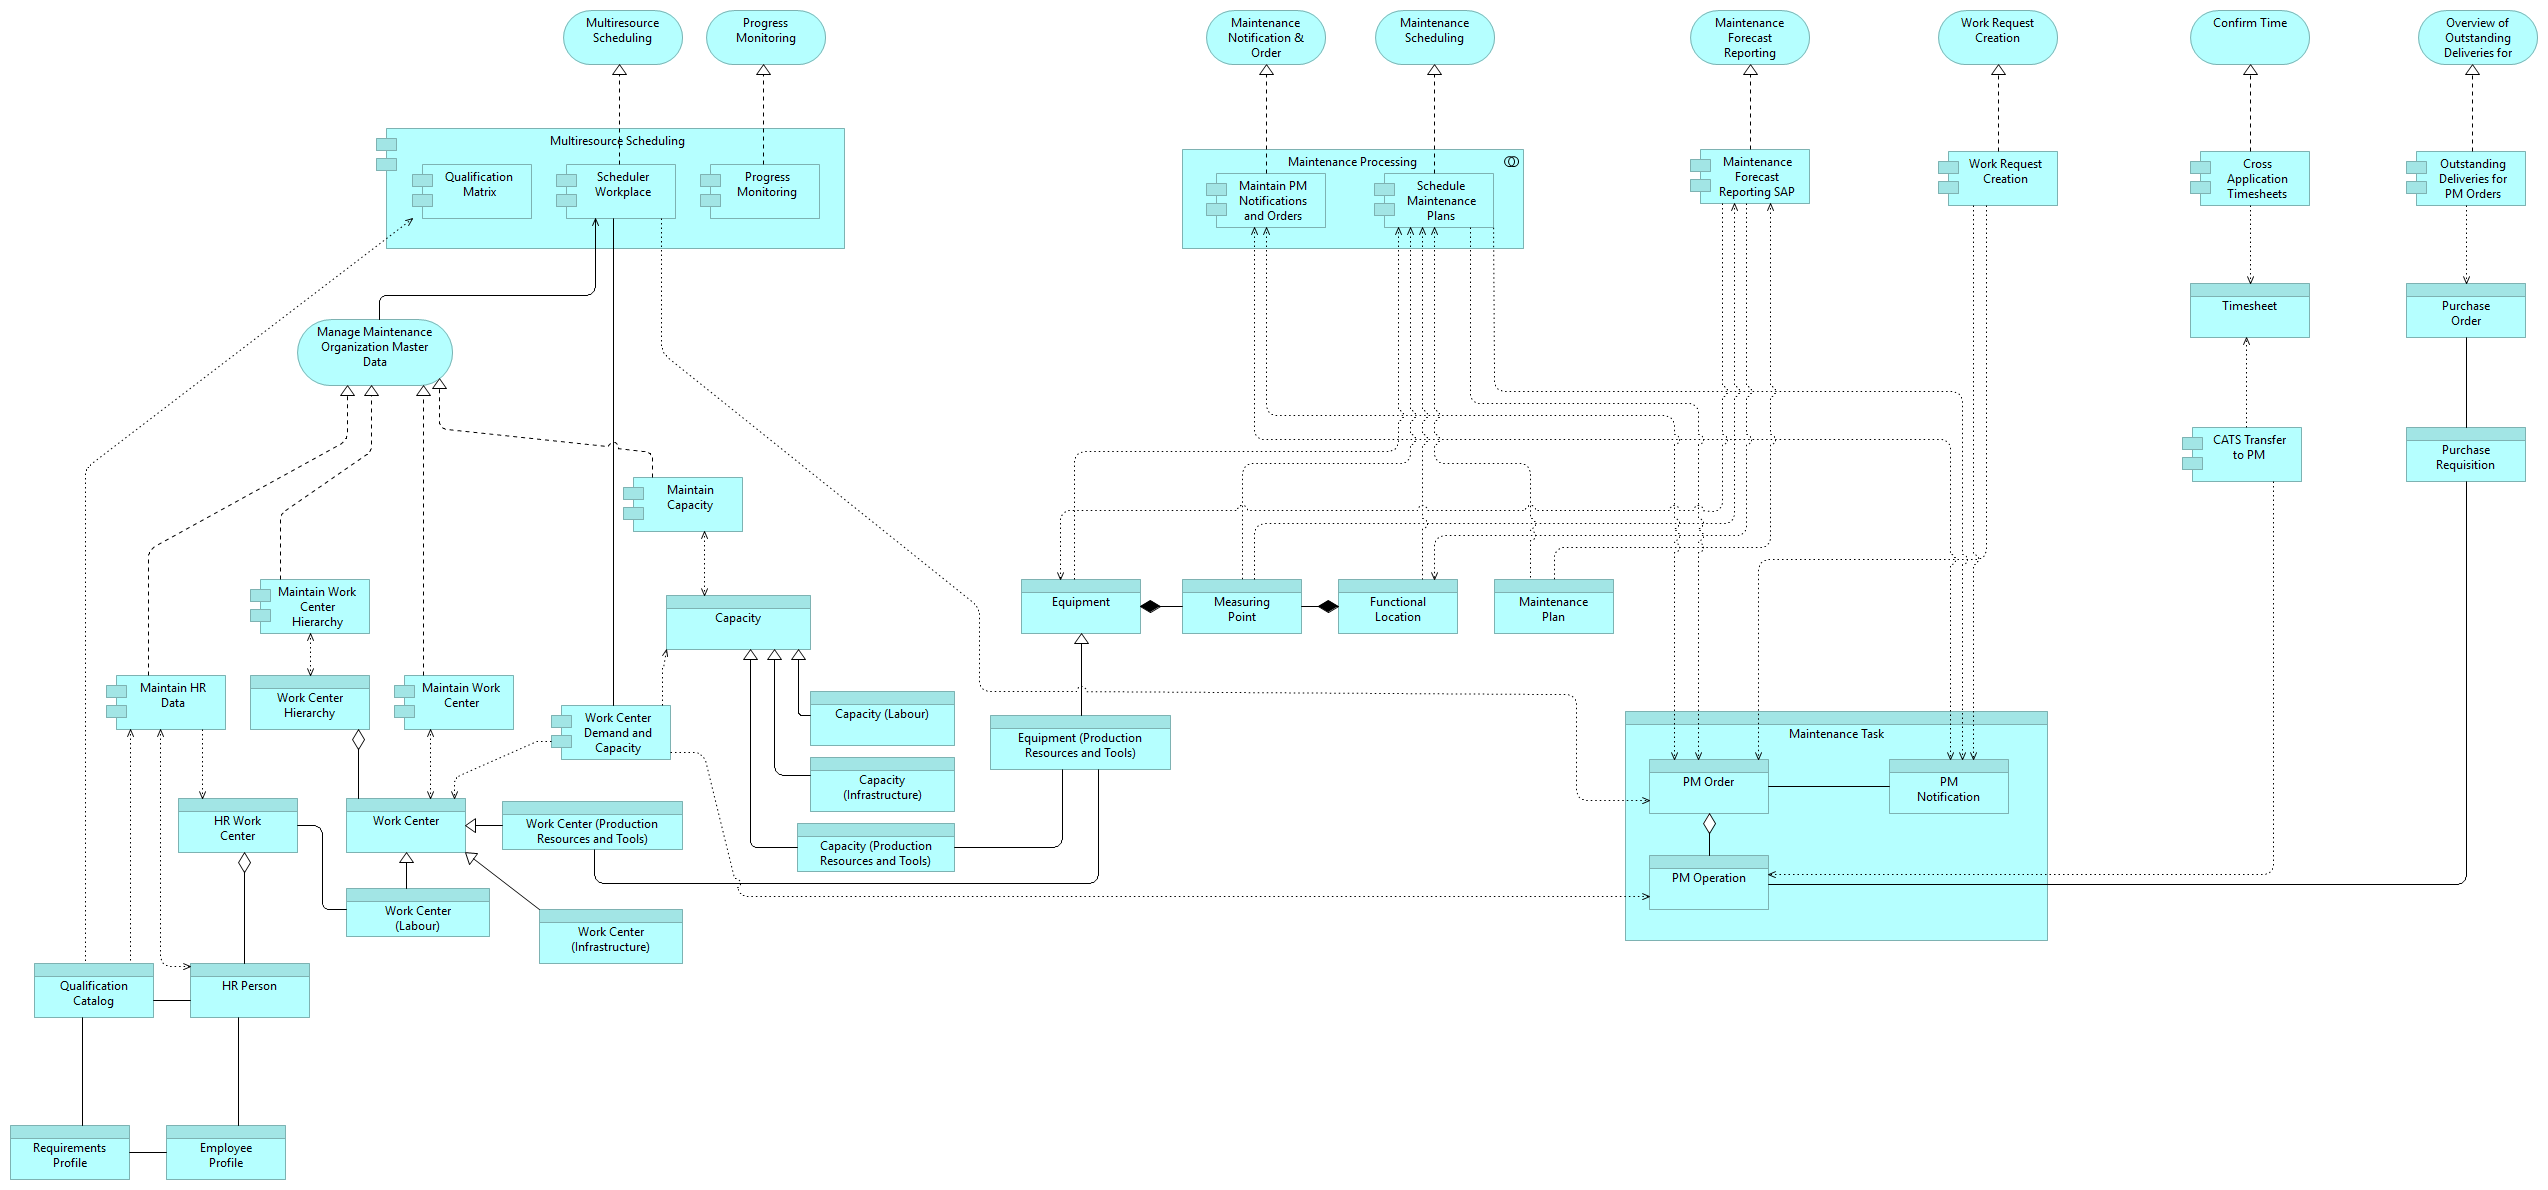 Multiresource
Scheduling
Progress
Monitoring
Maintenance
Notification &
Order
Maintenance
Scheduling
Maintenance
Forecast
Reporting
Work Request
Creation
Confirm Time
Overview of
Outstanding
Deliveries for
Multiresource Scheduling
Qualification
Matrix
Scheduler
Workplace
Progress
Monitoring
Maintenance Processing
Maintain PM
Notifications
and Orders
Schedule
Maintenance
Plans
Maintenance
Forecast
Reporting SAP
Work Request
Creation
Cross
Application
Timesheets
Outstanding
Deliveries for
PM Orders
Timesheet
Purchase
Order
Manage Maintenance
Organization Master
Data
CATS Transfer
to PM
Purchase
Requisition
Maintain
Capacity
Maintain Work
Center
Hierarchy
Capacity
Equipment
Measuring
Point
Functional
Location
Maintenance
Plan
Maintain HR
Data
Work Center
Hierarchy
Maintain Work
Center
Work Center
Demand and
Capacity
Capacity (Labour)
Equipment (Production
Resources and Tools)
Maintenance Task
Capacity
(Infrastructure)
PM Order
PM
Notification
HR Work
Center
Work Center
Work Center (Production
Resources and Tools)
Capacity (Production
Resources and Tools)
PM Operation
Work Center
(Labour)
Work Center
(Infrastructure)
Qualification
Catalog
HR Person
Requirements
Profile
Employee
Profile